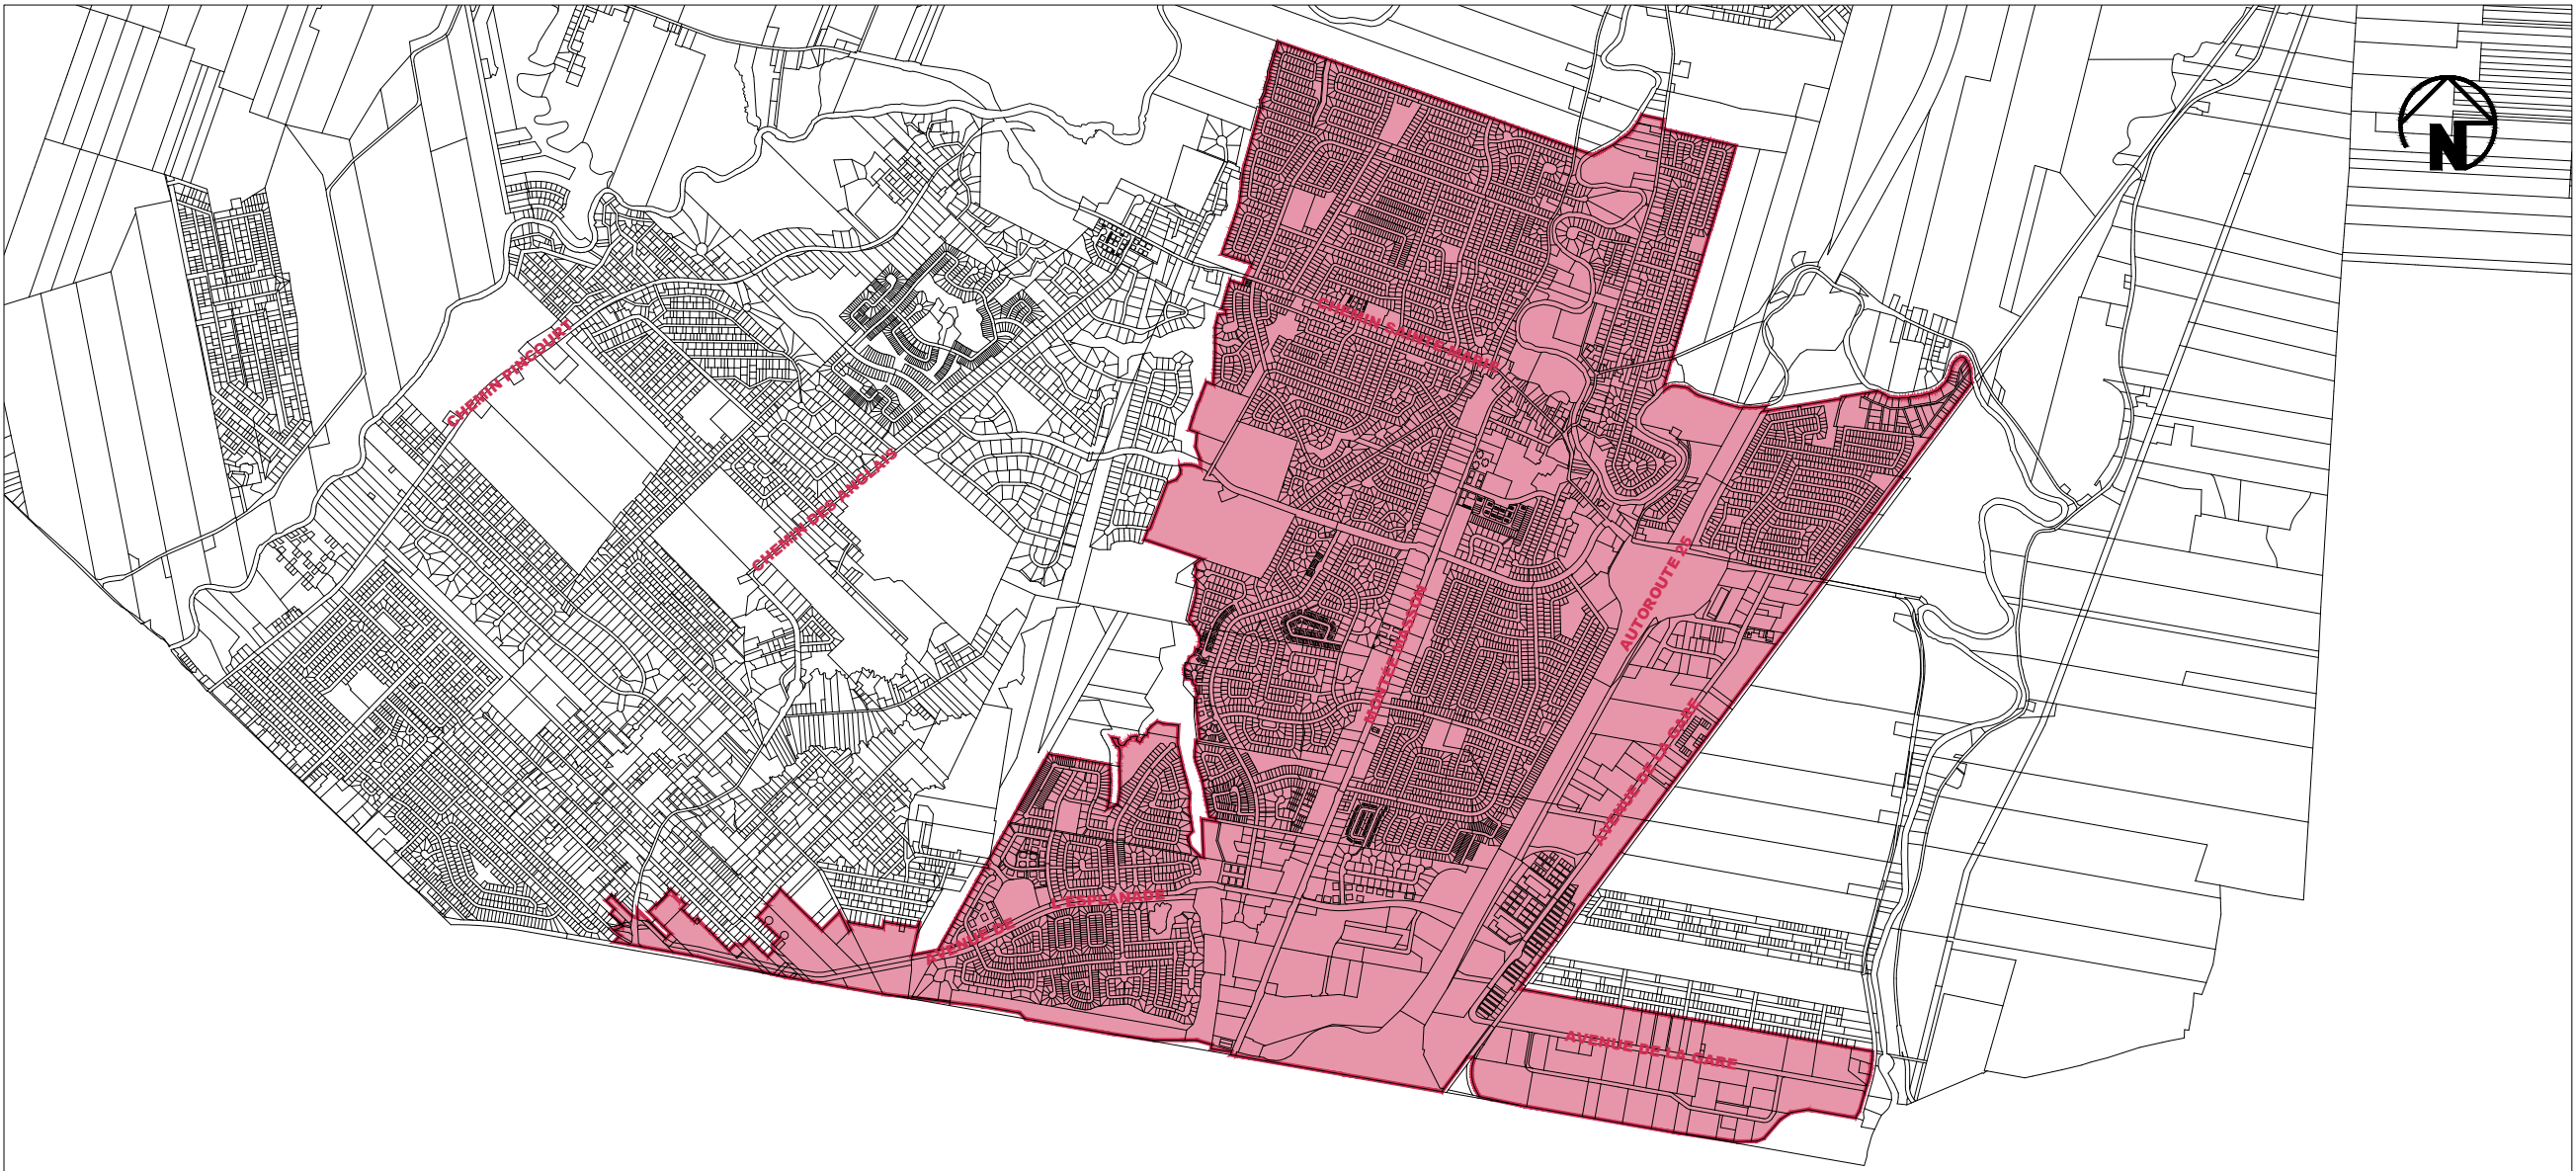 N
CHEMIN SAINTE-MARIE
CHEMIN PINCOURT
CHEMIN DES ANGLAIS
AUTOROUTE 25
MONTÉE MASSON
AVENUE DE LA GARE
AVENUE DE
L'ESPLANADE
AVENUE DE LA GARE